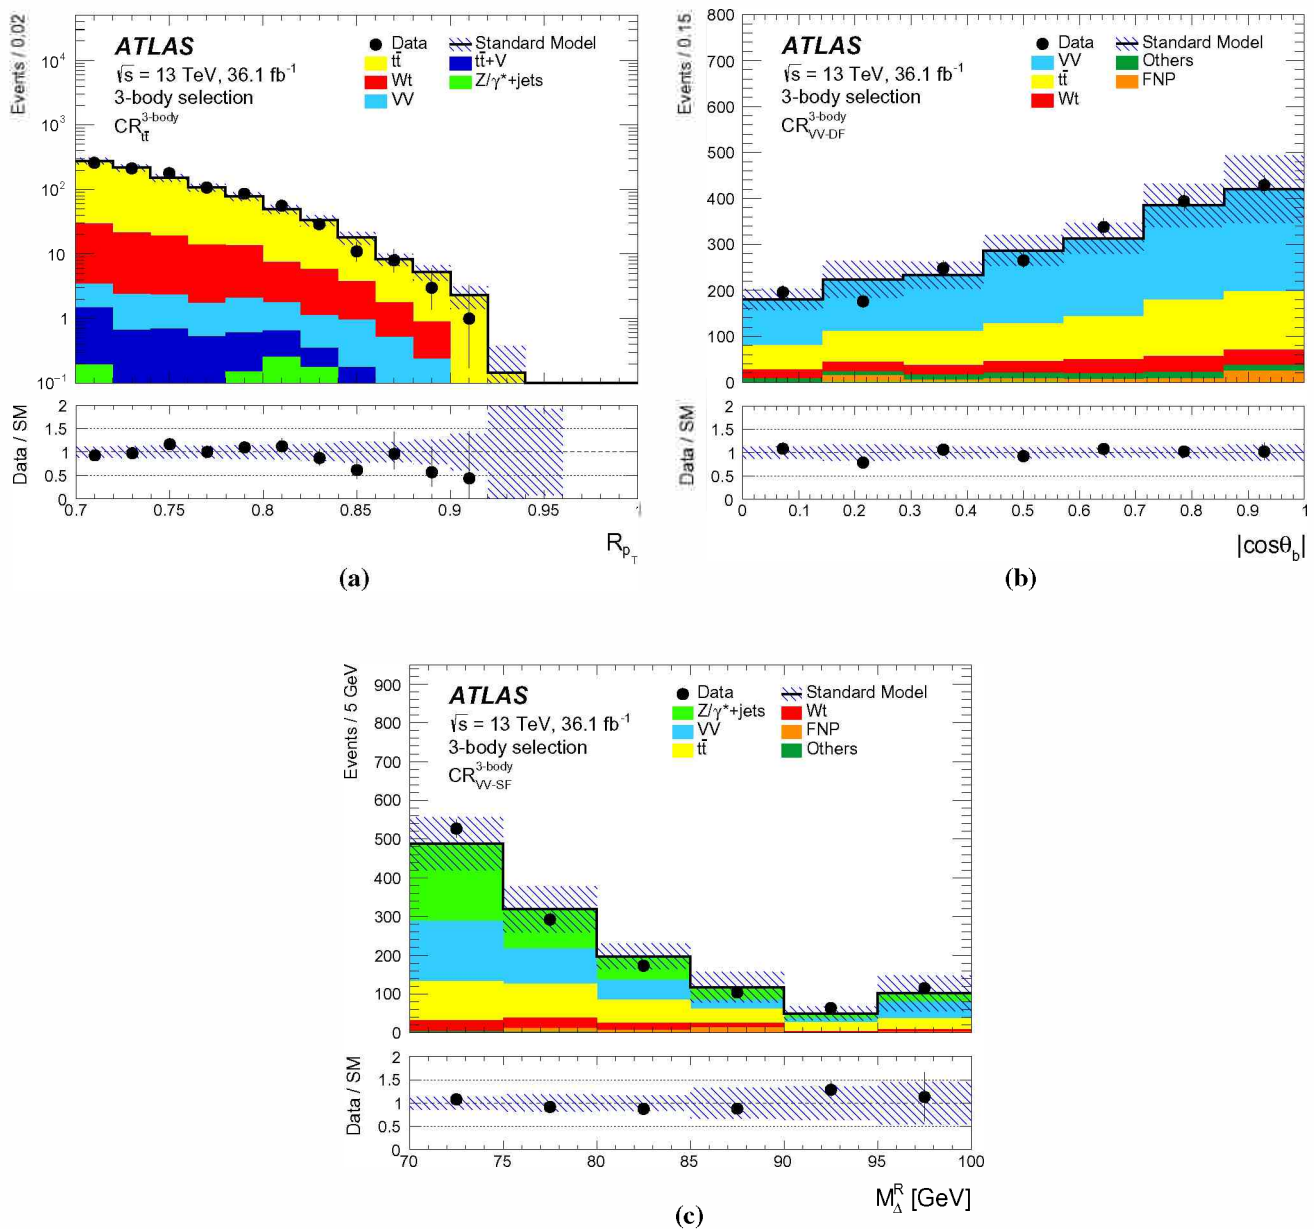 Events / 0.02
10⁴
10³
10²
10
1
10⁻¹
ATLAS
√s = 13 TeV, 36.1 fb⁻¹
3-body selection
CR 3-body tt̄
Data
Standard Model
tt̄
tt̄+V
Wt
Z/γ*+jets
VV
Data / SM
2
1.5
1
0.5
0
0.7 0.75 0.8 0.85 0.9 0.95 1
R_pT
(a)
Events / 0.15
800
700
600
500
400
300
200
100
0
ATLAS
√s = 13 TeV, 36.1 fb⁻¹
3-body selection
CR 3-body VV-DF
Data
Standard Model
VV
Others
tt̄
FNP
Wt
Data / SM
2
1.5
1
0.5
0
0 0.1 0.2 0.3 0.4 0.5 0.6 0.7 0.8 0.9 1
|cosθ_b|
(b)
Events / 5 GeV
900
800
700
600
500
400
300
200
100
0
ATLAS
√s = 13 TeV, 36.1 fb⁻¹
3-body selection
CR 3-body VV-SF
Data
Standard Model
Z/γ*+jets
Wt
VV
FNP
tt̄
Others
Data / SM
2
1.5
1
0.5
0
70 75 80 85 90 95 100
M_Δ^R [GeV]
(c)